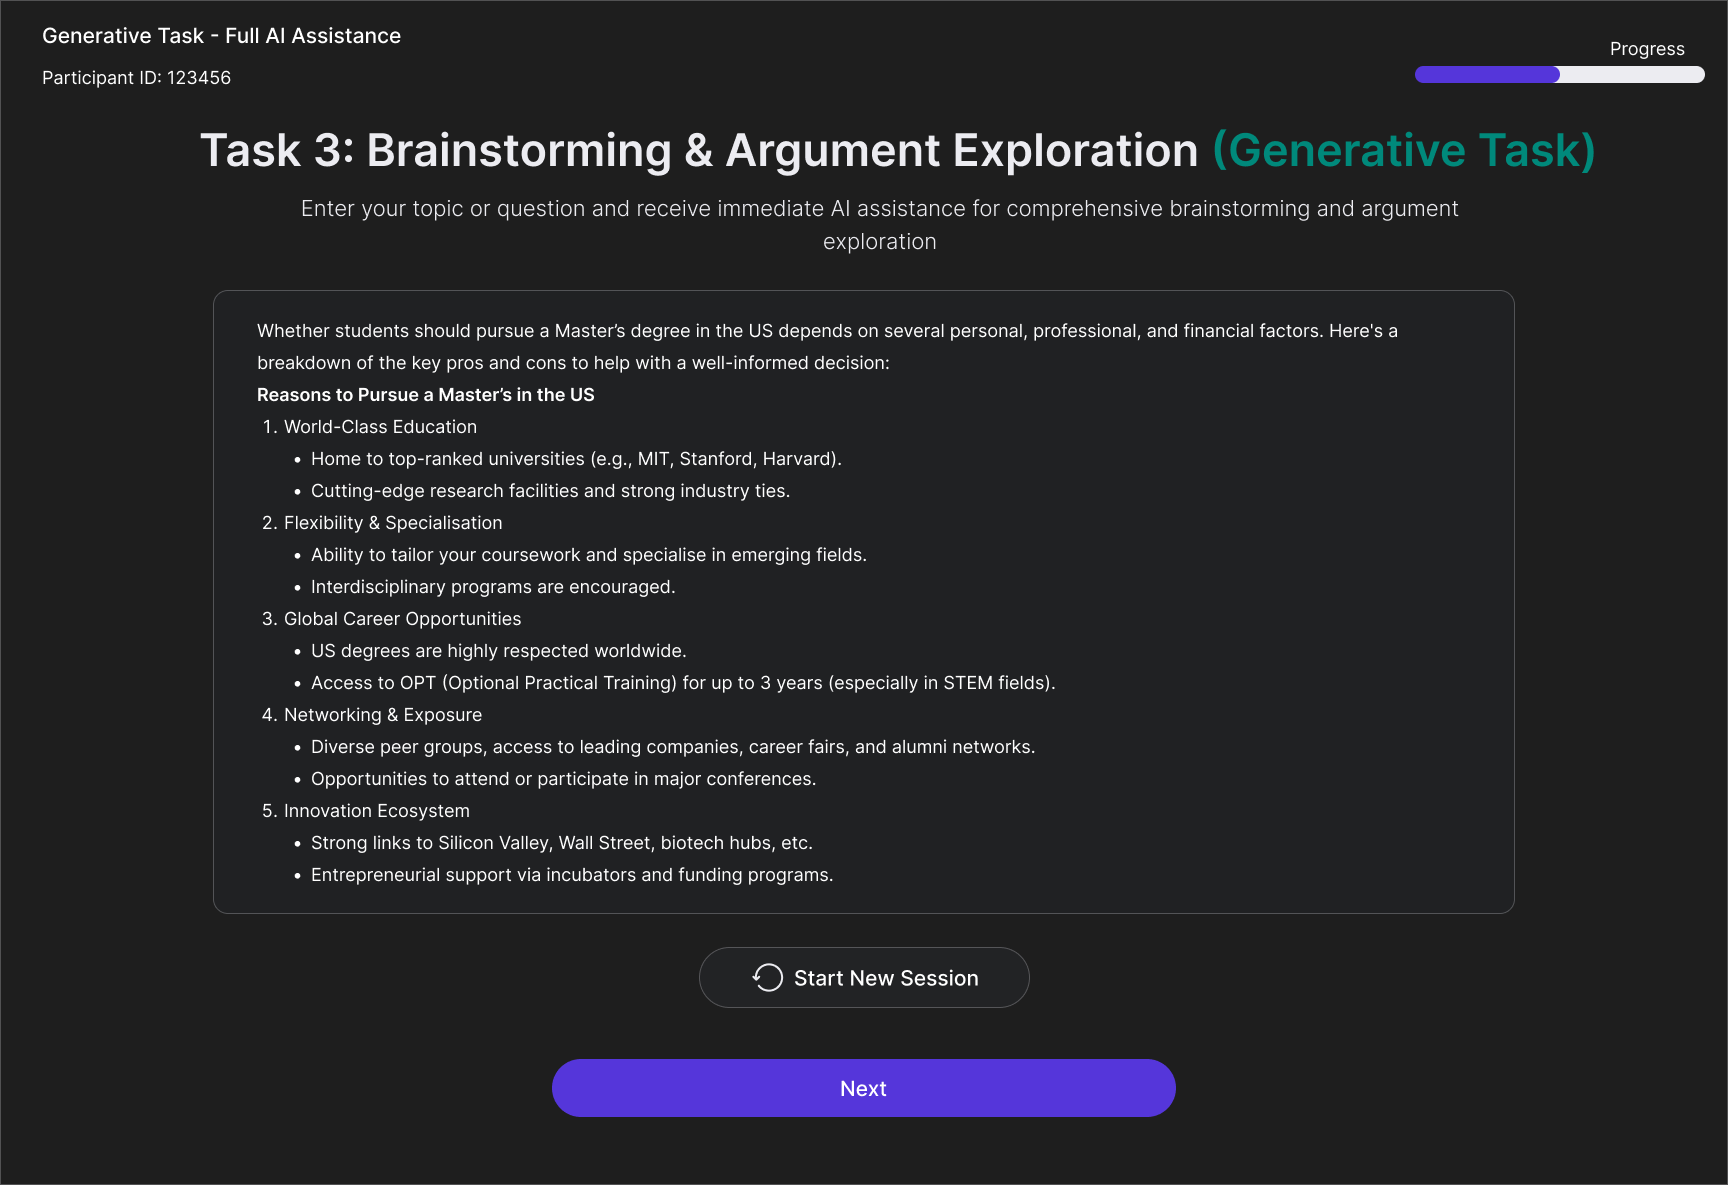 Generative Task - Full AI Assistance
Participant ID: 123456
Progress
Task 3: Brainstorming & Argument Exploration (Generative Task)
Enter your topic or question and receive immediate AI assistance for comprehensive brainstorming and argument
exploration
Whether students should pursue a Master’s degree in the US depends on several personal, professional, and financial factors. Here's a
breakdown of the key pros and cons to help with a well-informed decision:
Reasons to Pursue a Master’s in the US
1. World-Class Education
• Home to top-ranked universities (e.g., MIT, Stanford, Harvard).
• Cutting-edge research facilities and strong industry ties.
2. Flexibility & Specialisation
• Ability to tailor your coursework and specialise in emerging fields.
• Interdisciplinary programs are encouraged.
3. Global Career Opportunities
• US degrees are highly respected worldwide.
• Access to OPT (Optional Practical Training) for up to 3 years (especially in STEM fields).
4. Networking & Exposure
• Diverse peer groups, access to leading companies, career fairs, and alumni networks.
• Opportunities to attend or participate in major conferences.
5. Innovation Ecosystem
• Strong links to Silicon Valley, Wall Street, biotech hubs, etc.
• Entrepreneurial support via incubators and funding programs.
Start New Session
Next